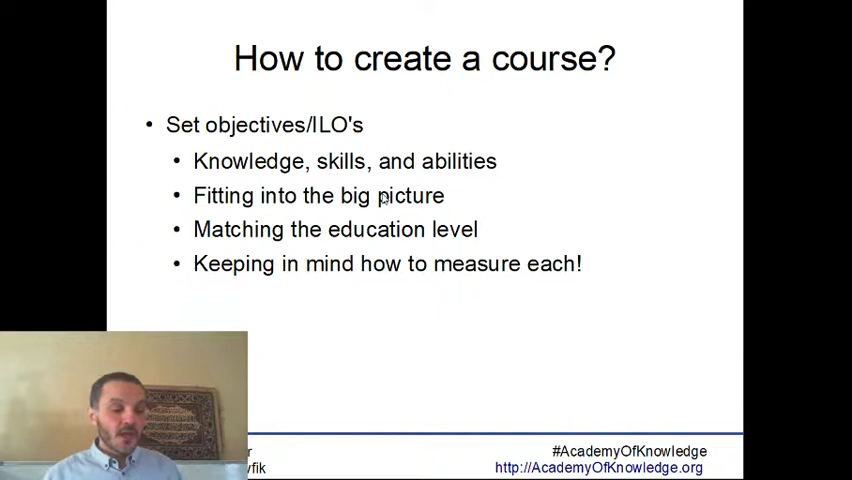 How to create a course?
• Set objectives/ILO's
• Knowledge, skills, and abilities
• Fitting into the big picture
• Matching the education level
• Keeping in mind how to measure each!
#AcademyOfKnowledge
http://AcademyOfKnowledge.org